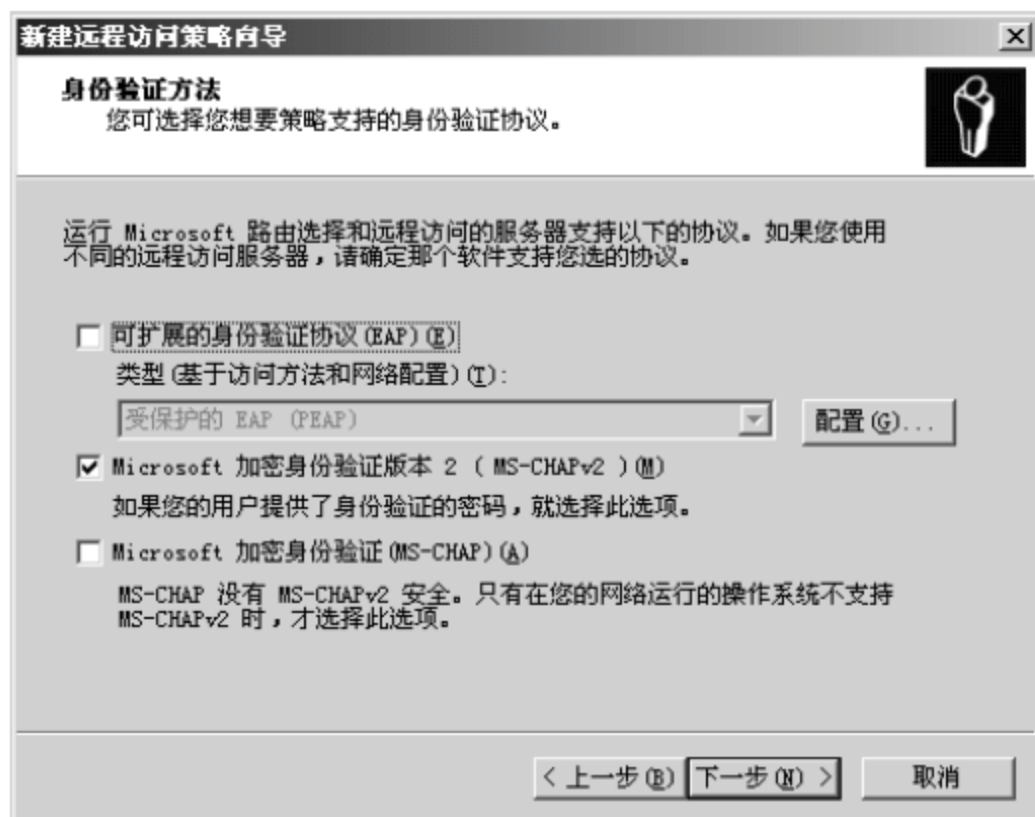 新建远程访问策略向导
身份验证方法
您可选择您想要策略支持的身份验证协议。
运行 Microsoft 路由选择和远程访问的服务器支持以下的协议。如果您使用
不同的远程访问服务器，请确定那个软件支持您选的协议。
可扩展的身份验证协议(EAP)(E)
类型(基于访问方法和网络配置)(T):
受保护的 EAP (PEAP)
配置(G)...
Microsoft 加密身份验证版本 2 ( MS-CHAPv2 )(M)
如果您的用户提供了身份验证的密码，就选择此选项。
Microsoft 加密身份验证(MS-CHAP)(A)
MS-CHAP 没有 MS-CHAPv2 安全。只有在您的网络运行的操作系统不支持
MS-CHAPv2 时，才选择此选项。
< 上一步(B) 下一步(N) > 取消